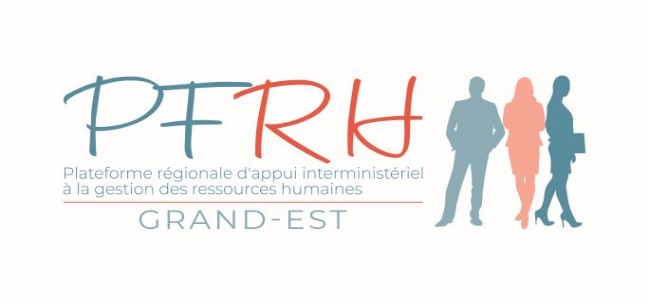 PFRH
Plateforme régionale d'appui interministériel
à la gestion des ressources humaines
GRAND-EST